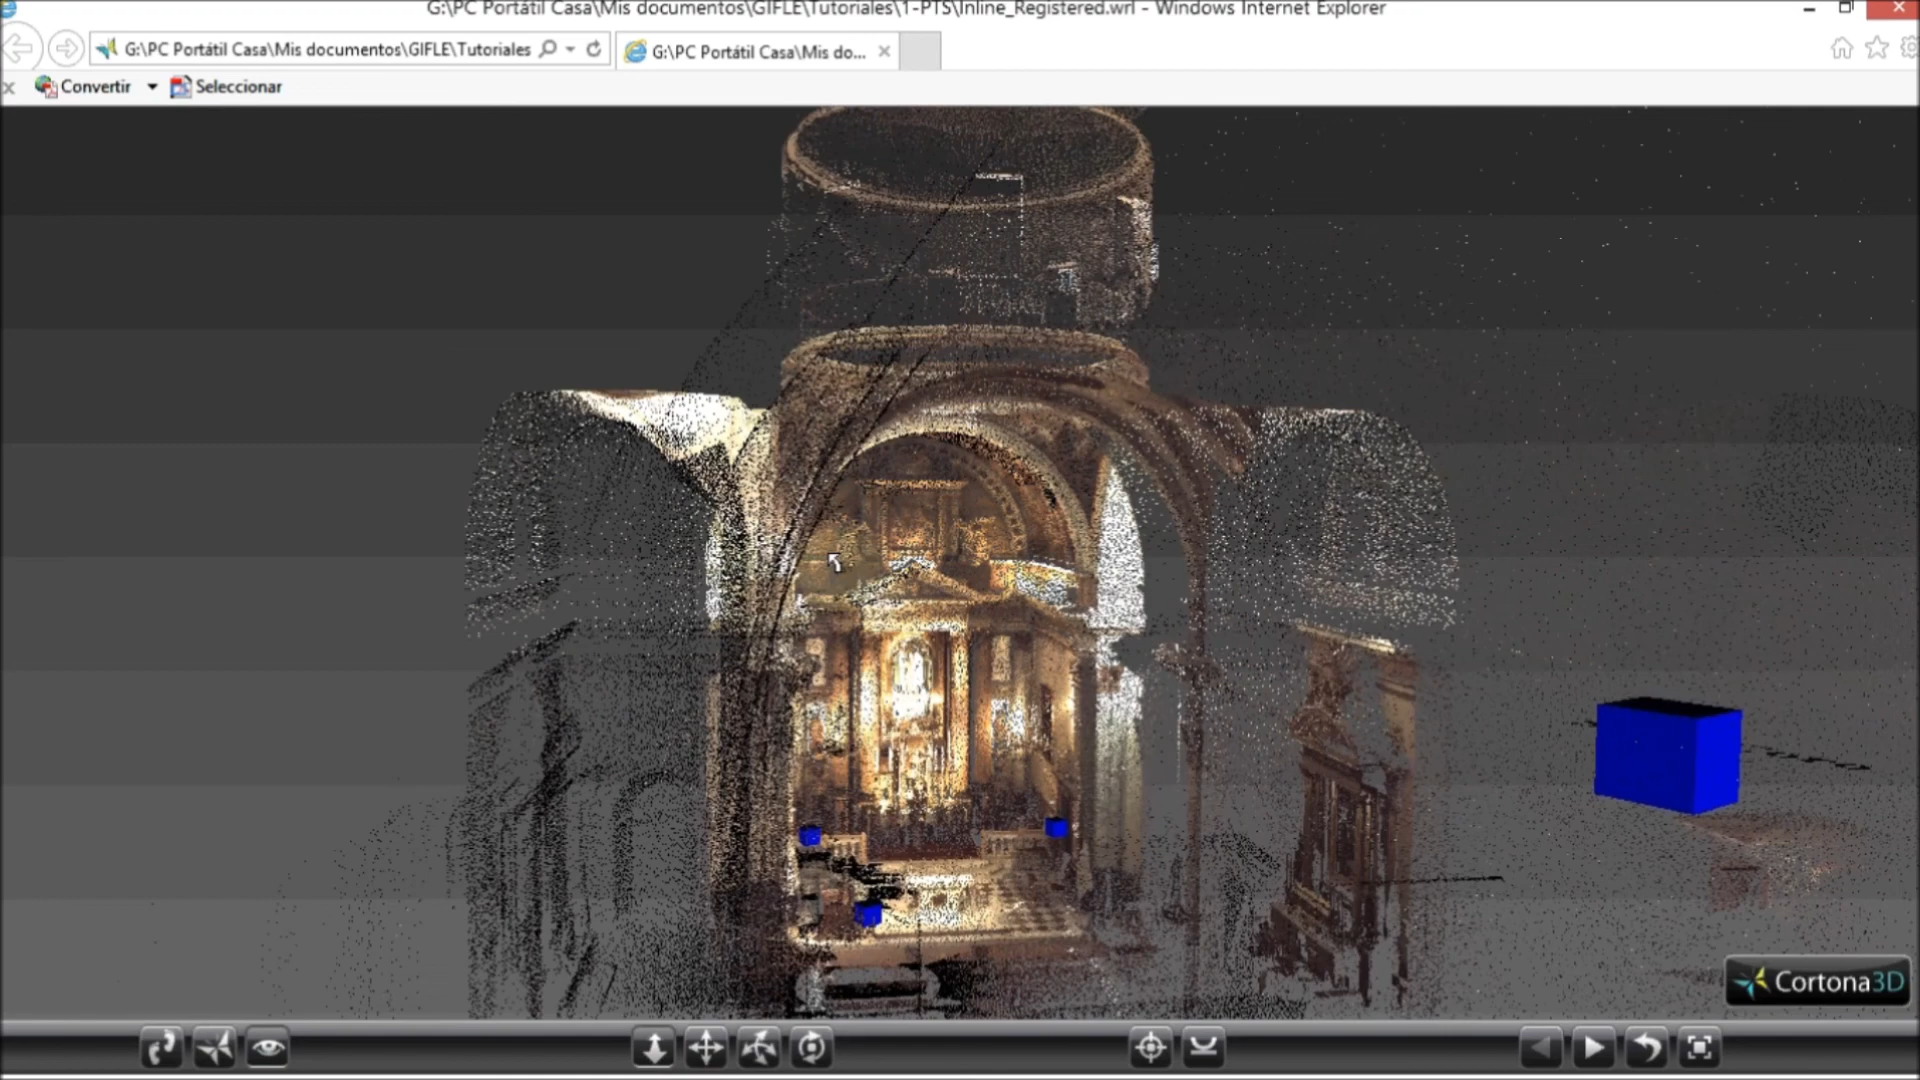 G:\PC Portátil Casa\Mis documentos\GIFLE\Tutoriales\1-PTS\Inline_Registered.wrl - Windows Internet Explorer
G:\PC Portátil Casa\Mis documentos\GIFLE\Tutoriales
G:\PC Portátil Casa\Mis do...
Convertir
Seleccionar
Cortona3D